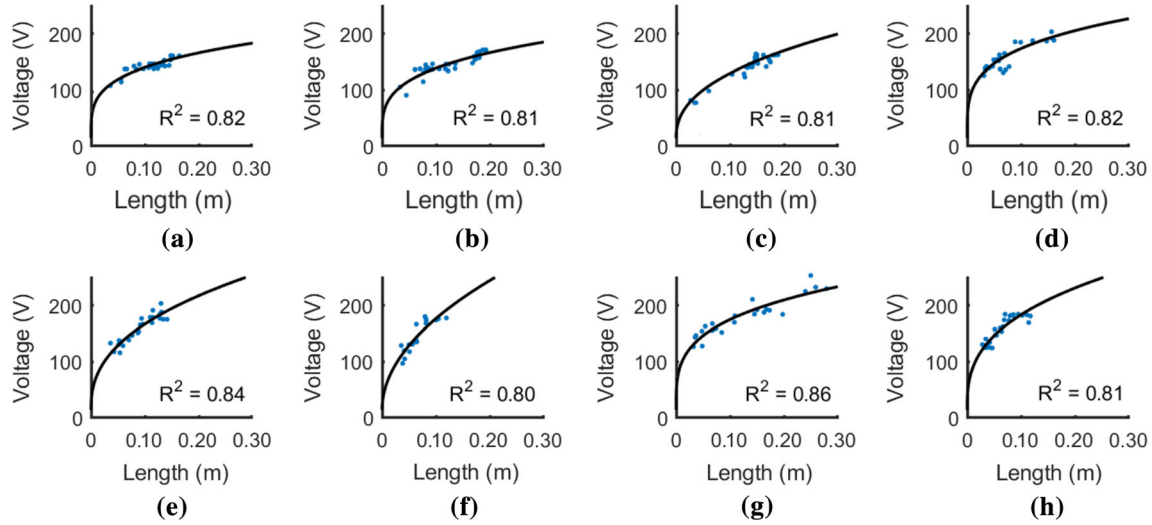 Voltage (V)
200
100
0
R² = 0.82
0 0.10 0.20 0.30
Length (m)
(a)
Voltage (V)
200
100
0
R² = 0.81
0 0.10 0.20 0.30
Length (m)
(b)
Voltage (V)
200
100
0
R² = 0.81
0 0.10 0.20 0.30
Length (m)
(c)
Voltage (V)
200
100
0
R² = 0.82
0 0.10 0.20 0.30
Length (m)
(d)
Voltage (V)
200
100
0
R² = 0.84
0 0.10 0.20 0.30
Length (m)
(e)
Voltage (V)
200
100
0
R² = 0.80
0 0.10 0.20 0.30
Length (m)
(f)
Voltage (V)
200
100
0
R² = 0.86
0 0.10 0.20 0.30
Length (m)
(g)
Voltage (V)
200
100
0
R² = 0.81
0 0.10 0.20 0.30
Length (m)
(h)